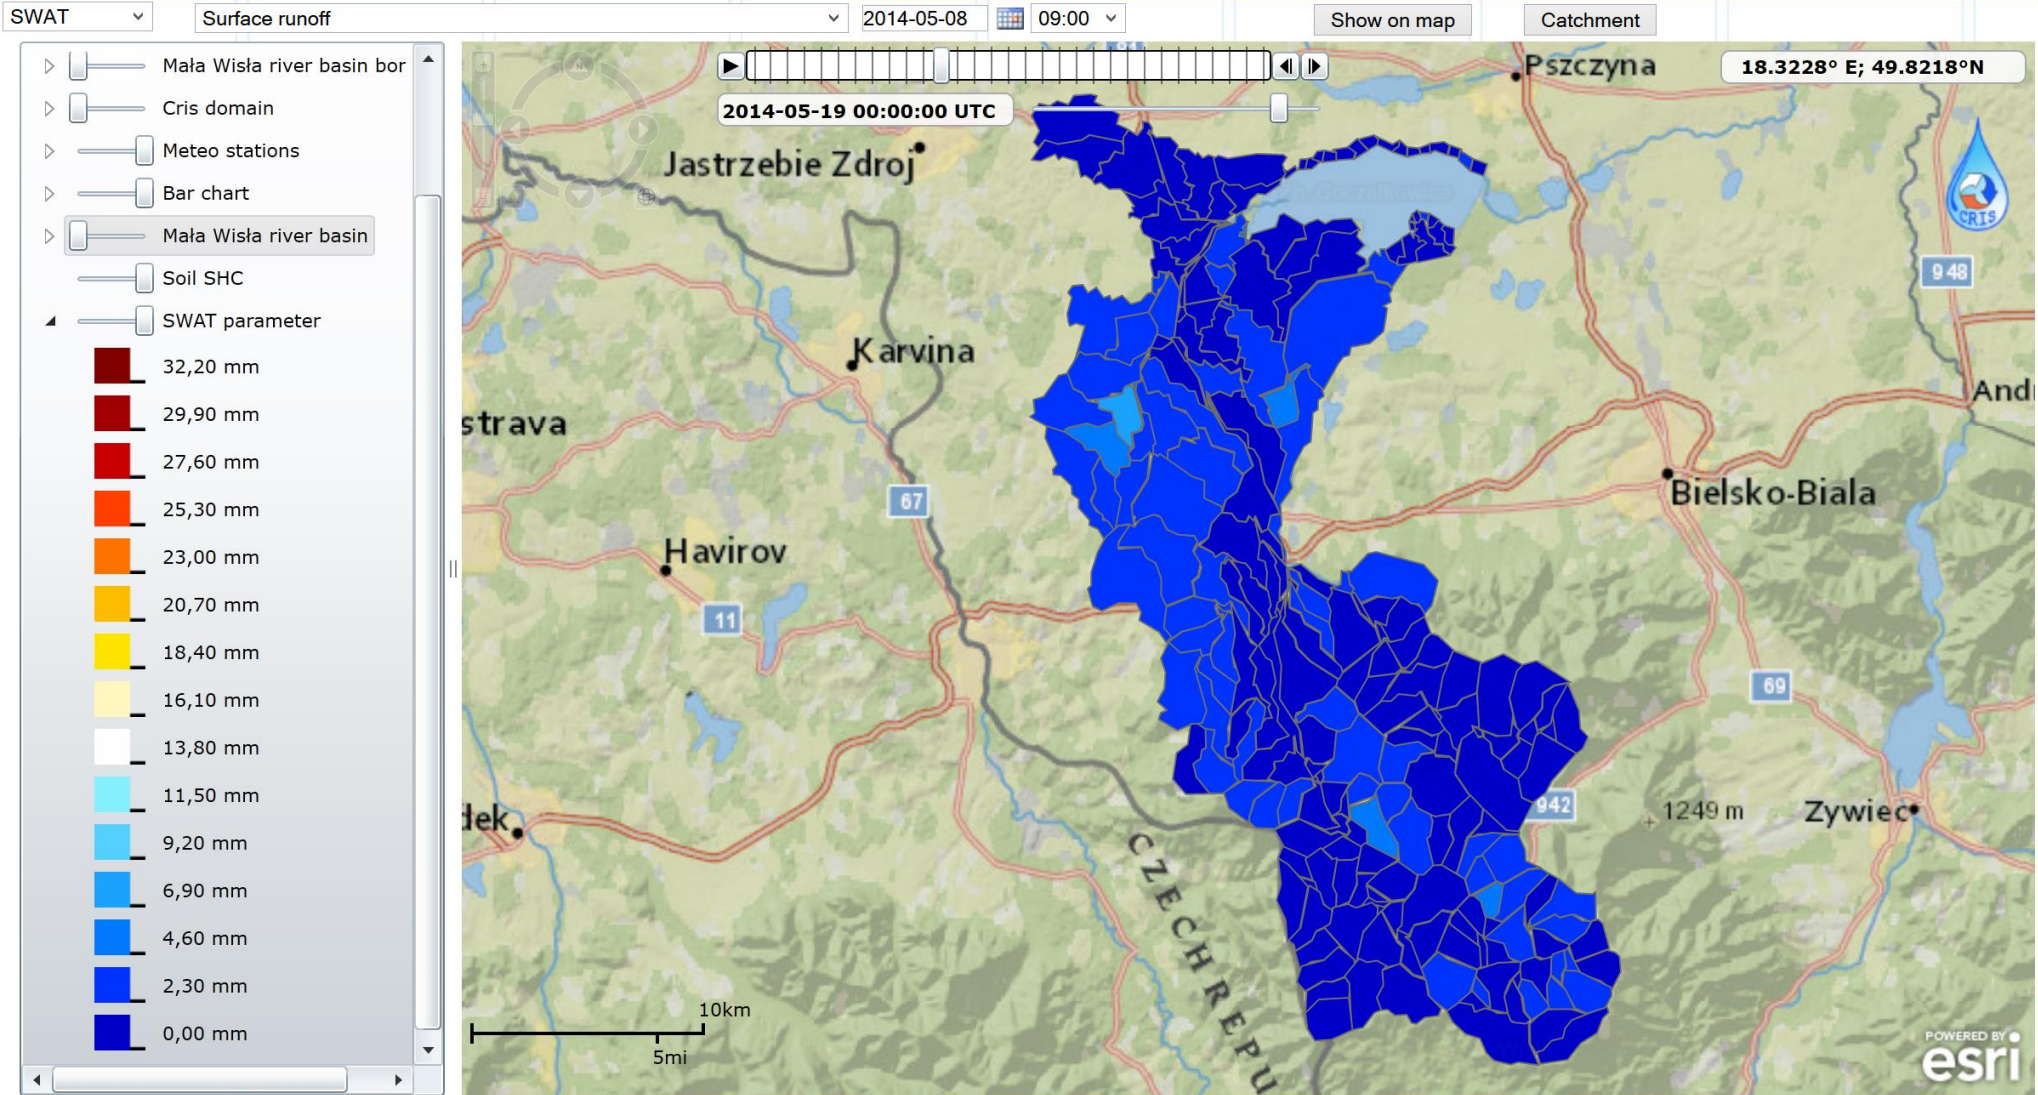 SWAT Surface runoff 2014-05-08 09:00 Show on map Catchment
Mała Wisła river basin bor
Cris domain
Meteo stations
Bar chart
Mała Wisła river basin
Soil SHC
SWAT parameter
32,20 mm
29,90 mm
27,60 mm
25,30 mm
23,00 mm
20,70 mm
18,40 mm
16,10 mm
13,80 mm
11,50 mm
9,20 mm
6,90 mm
4,60 mm
2,30 mm
0,00 mm
Pszczyna
18.3228° E; 49.8218°N
2014-05-19 00:00:00 UTC
Jastrzebie Zdroj
CRIS
948
Karvina
Andr
strava
Bielsko-Biala
67
Havirov
11
69
dek
942
1249 m
Zywiec
CZECH REPU
10km
5mi
POWERED BY
esri